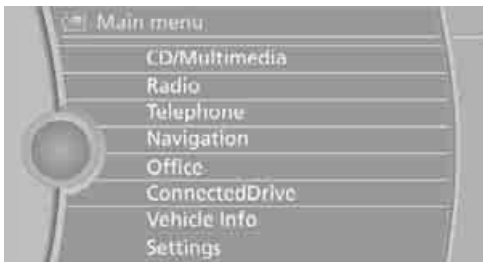 Main menu
CD/Multimedia
Radio
Telephone
Navigation
Office
ConnectedDrive
Vehicle Info
Settings